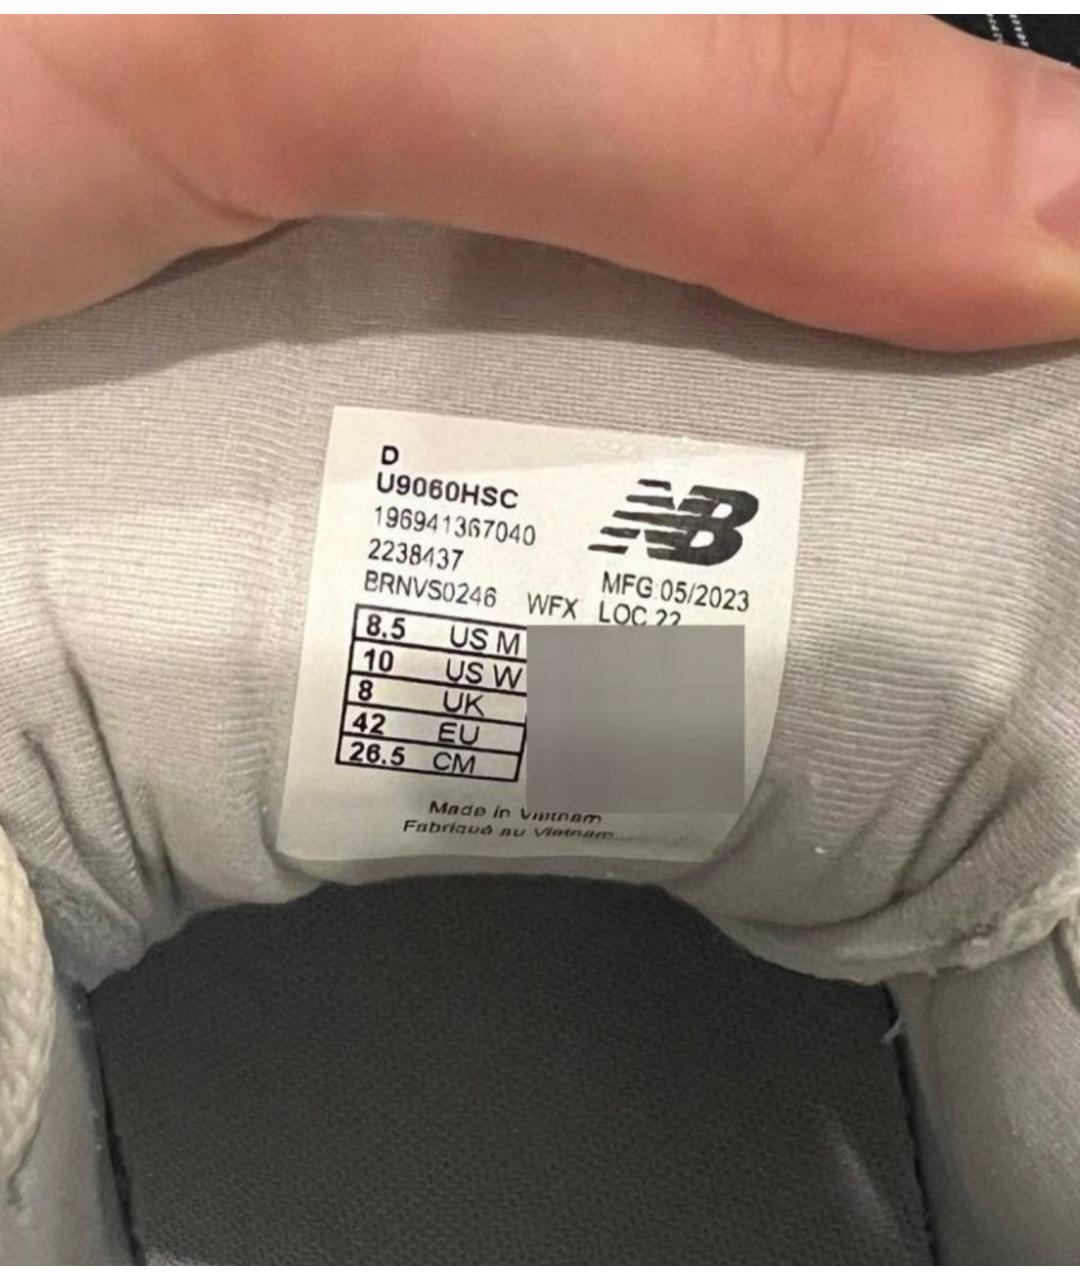 D
U9060HSC
196941367040
2238437
BRNVS0246 WFX
NB
MFG 05/2023
LOC 22
8.5 US M
10 US W
8 UK
42 EU
26.5 CM
Made in Vietnam
Fabriqué au Vietnam